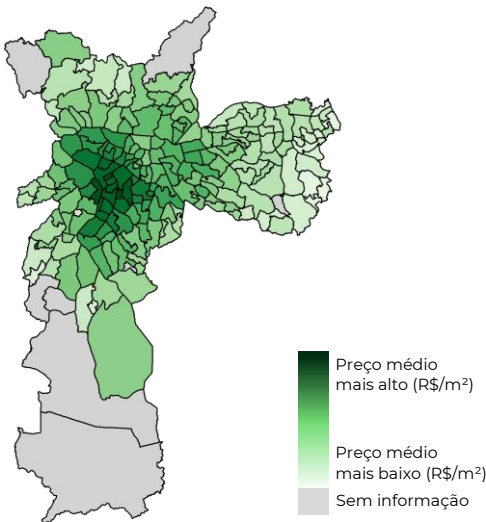 Preço médio
mais alto (R$/m²)
Preço médio
mais baixo (R$/m²)
Sem informação